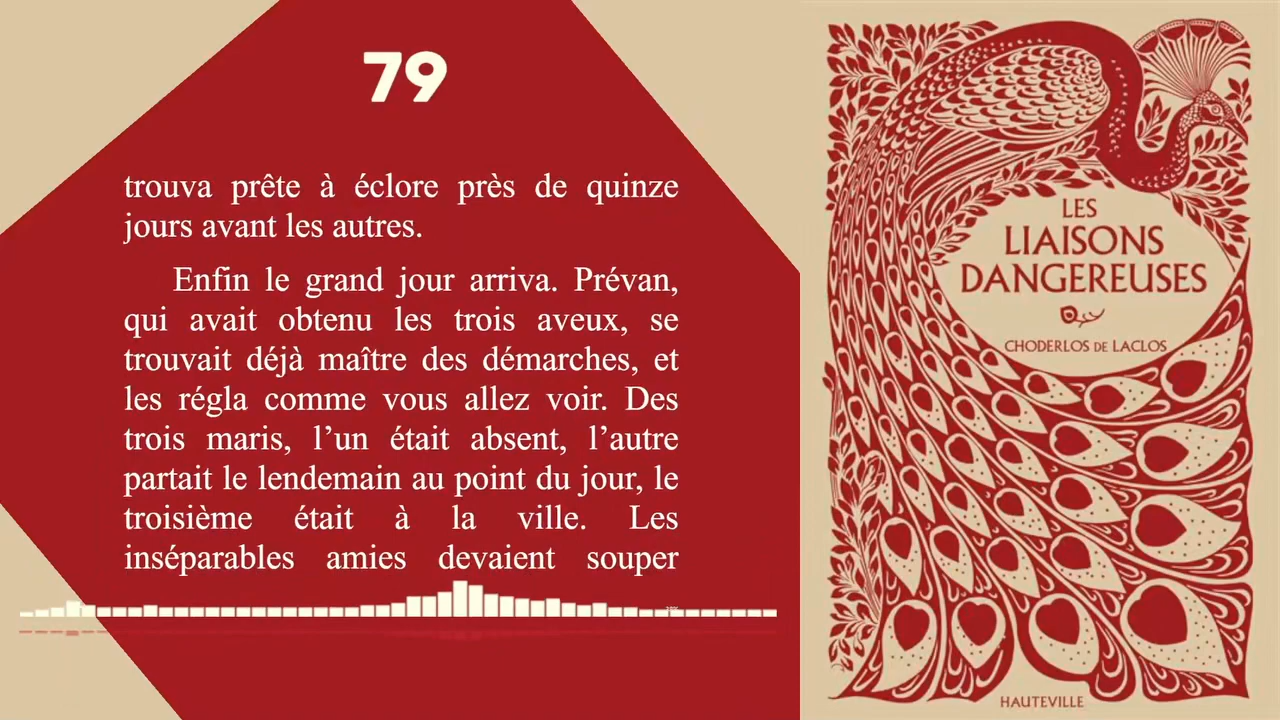 79
trouva prête à éclore près de quinze
jours avant les autres.
Enfin le grand jour arriva. Prévan,
qui avait obtenu les trois aveux, se
trouvait déjà maître des démarches, et
les régla comme vous allez voir. Des
trois maris, l’un était absent, l’autre
partait le lendemain au point du jour, le
troisième était à la ville. Les
inséparables amies devaient souper
LES
LIAISONS
DANGEREUSES
CHODERLOS DE LACLOS
HAUTEVILLE